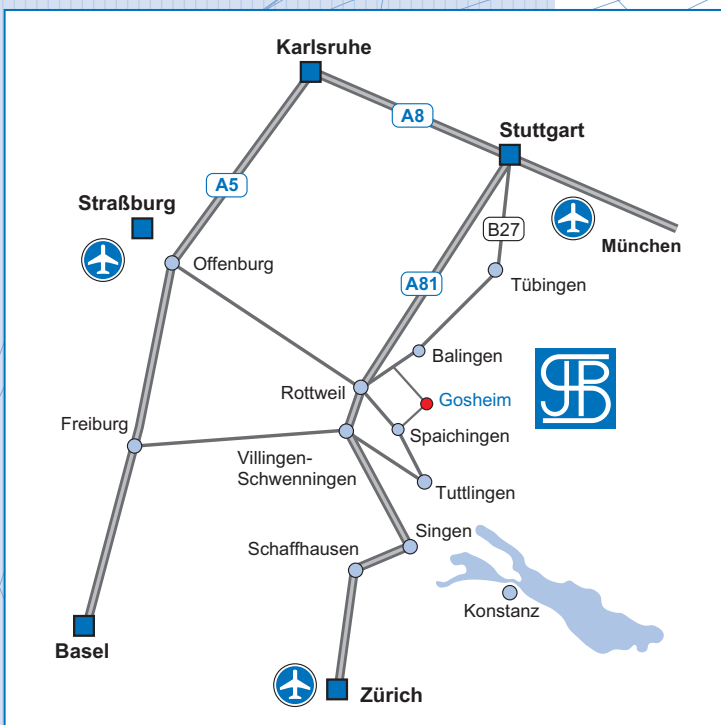 Karlsruhe
A8
Stuttgart
A5
Straßburg
B27
München
Offenburg
A81
Tübingen
Balingen
Rottweil
Gosheim
Freiburg
Spaichingen
Villingen-
Schwenningen
Tuttlingen
Singen
Schaffhausen
Konstanz
Basel
Zürich